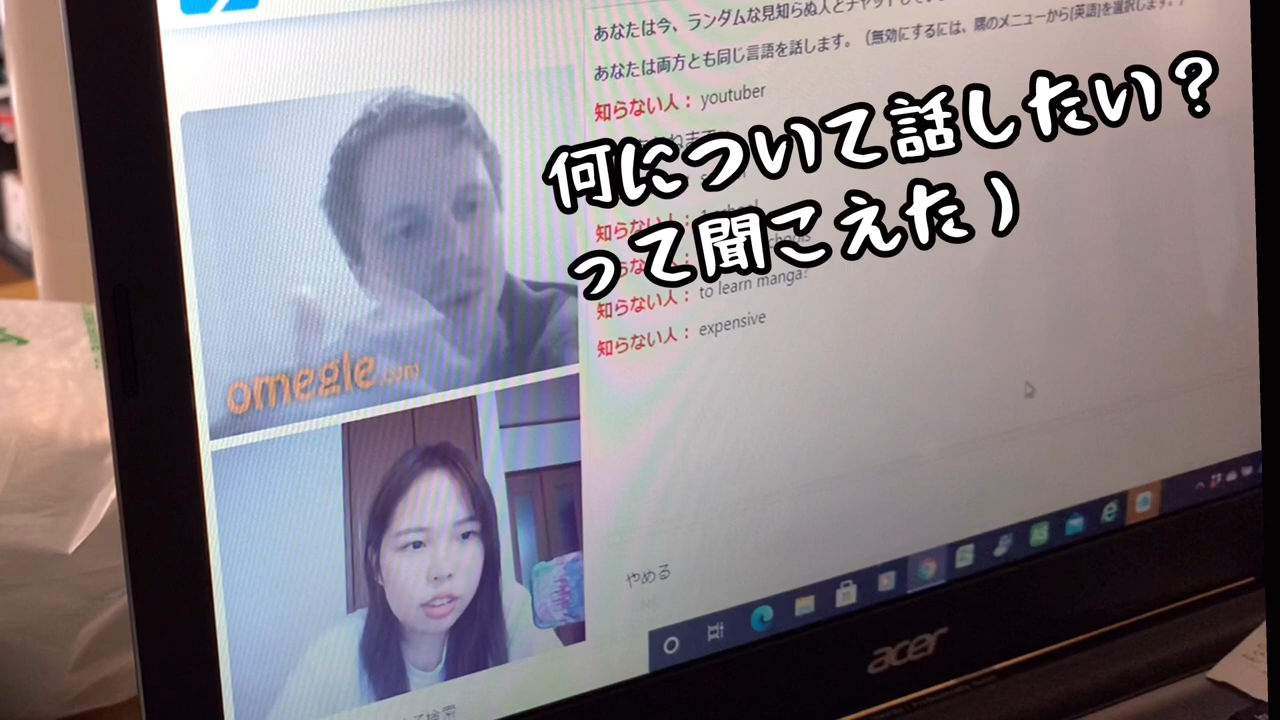 あなたは今、ランダムな見知らぬ人とチャットしてい
あなたは両方とも同じ言語を話します。（無効にするには、隅のメニューから[英語]を選択します。）
知らない人： youtuber
何について話したい？
って聞こえた）
知らない人：
知らない人： to learn manga?
知らない人： expensive
omegle.com
やめる
acer